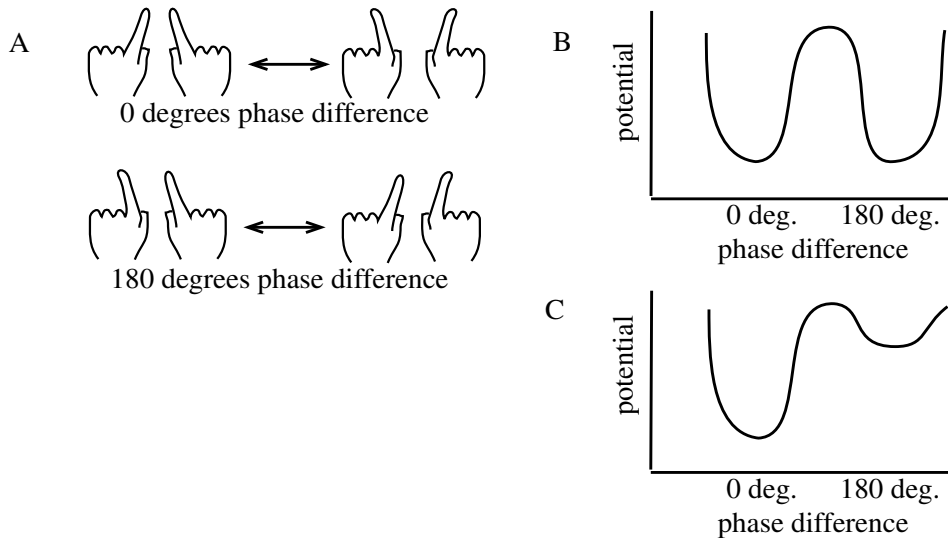 A
0 degrees phase difference
180 degrees phase difference
B
potential
0 deg. 180 deg.
phase difference
C
potential
0 deg. 180 deg.
phase difference